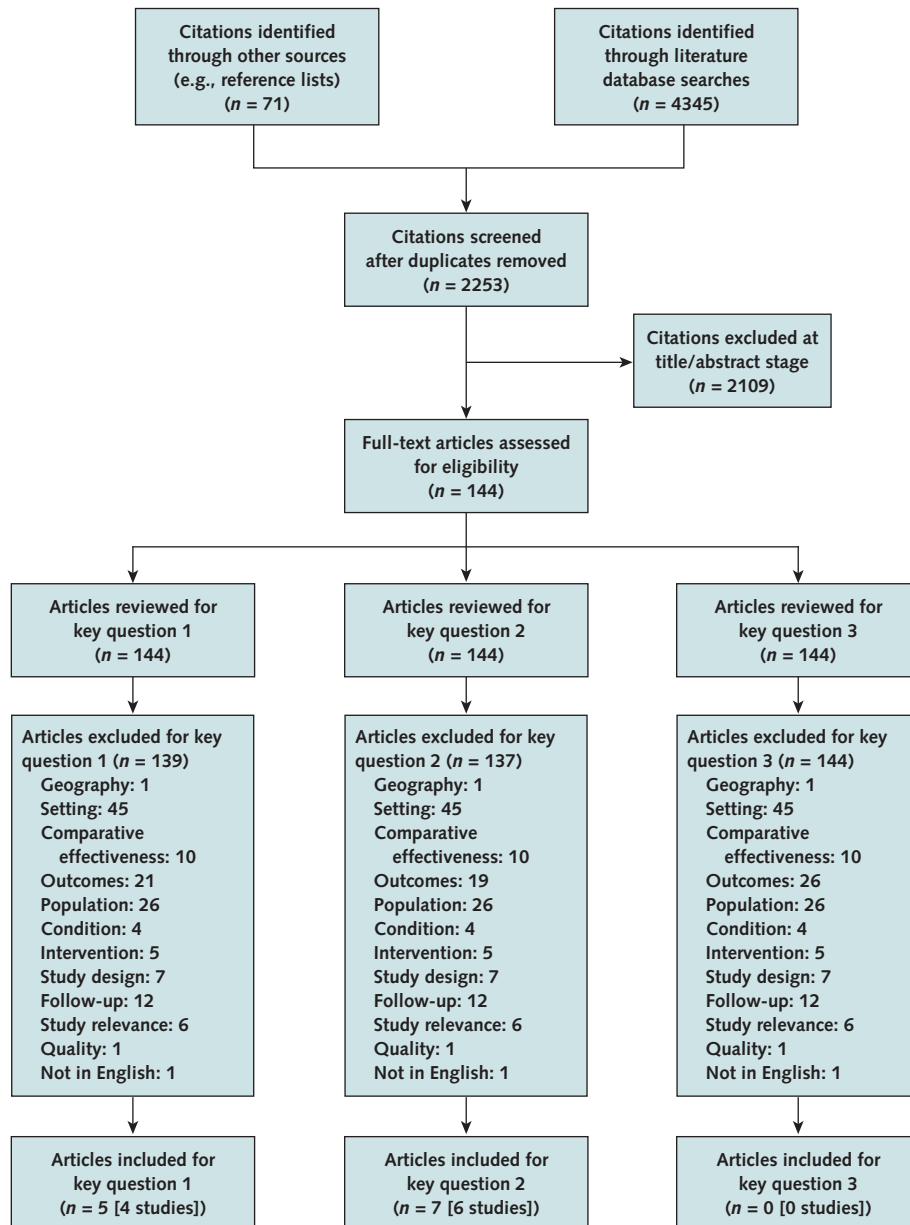 Citations identified
through other sources
(e.g., reference lists)
(n = 71)
Citations identified
through literature
database searches
(n = 4345)
Citations screened
after duplicates removed
(n = 2253)
Citations excluded at
title/abstract stage
(n = 2109)
Full-text articles assessed
for eligibility
(n = 144)
Articles reviewed for
key question 1
(n = 144)
Articles reviewed for
key question 2
(n = 144)
Articles reviewed for
key question 3
(n = 144)
Articles excluded for key
question 1 (n = 139)
Geography: 1
Setting: 45
Comparative
effectiveness: 10
Outcomes: 21
Population: 26
Condition: 4
Intervention: 5
Study design: 7
Follow-up: 12
Study relevance: 6
Quality: 1
Not in English: 1
Articles excluded for key
question 2 (n = 137)
Geography: 1
Setting: 45
Comparative
effectiveness: 10
Outcomes: 19
Population: 26
Condition: 4
Intervention: 5
Study design: 7
Follow-up: 12
Study relevance: 6
Quality: 1
Not in English: 1
Articles excluded for key
question 3 (n = 144)
Geography: 1
Setting: 45
Comparative
effectiveness: 10
Outcomes: 26
Population: 26
Condition: 4
Intervention: 5
Study design: 7
Follow-up: 12
Study relevance: 6
Quality: 1
Not in English: 1
Articles included for
key question 1
(n = 5 [4 studies])
Articles included for
key question 2
(n = 7 [6 studies])
Articles included for
key question 3
(n = 0 [0 studies])